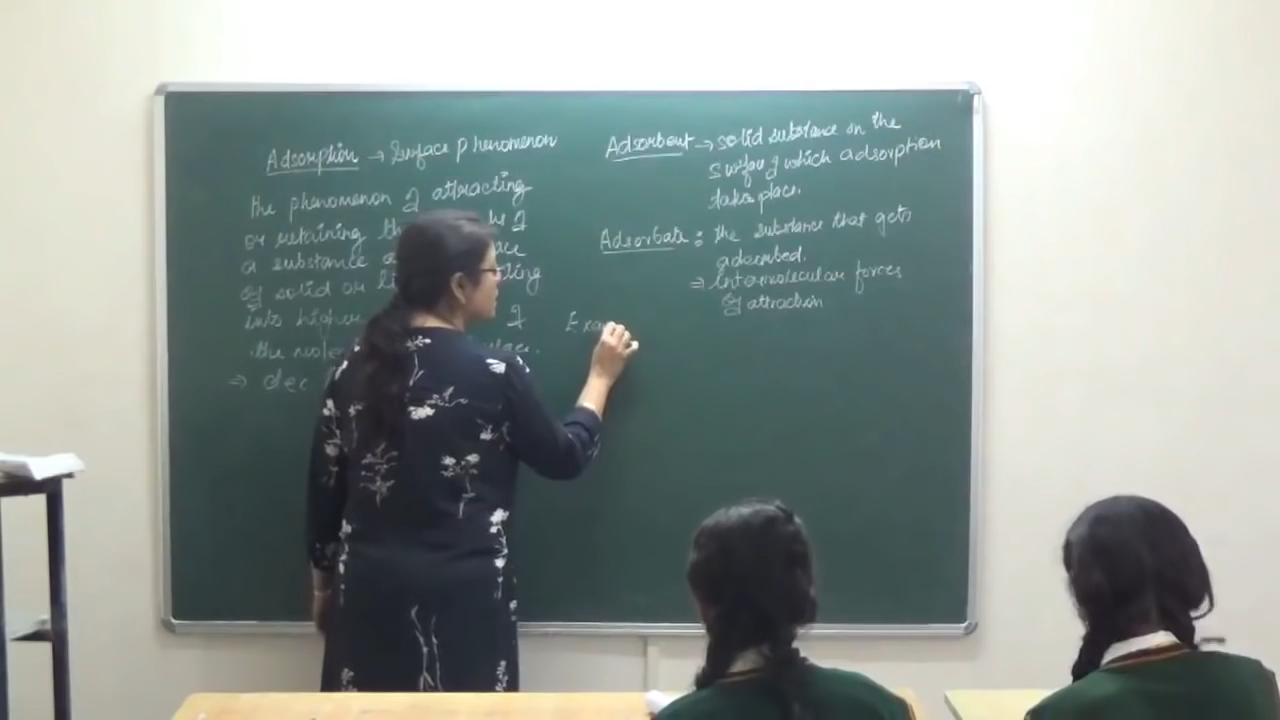 Adsorption → Surface phenomenon
the phenomenon of attracting
or retaining the
a substance
of solid or
into higher of
the
⇒ dec
Adsorbent → solid substance on the
surface of which adsorption
takes place.
Adsorbate : the substance that gets
adsorbed.
⇒ intermolecular forces
of attraction
Exa